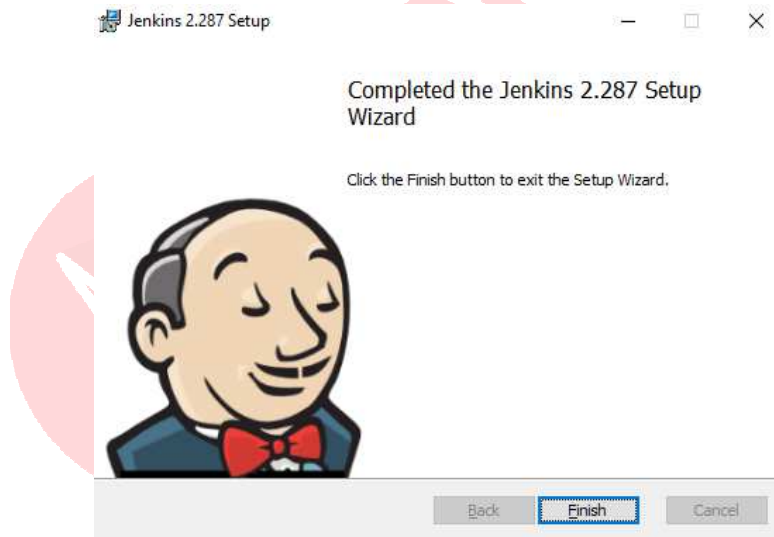 Jenkins 2.287 Setup
Completed the Jenkins 2.287 Setup
Wizard
Click the Finish button to exit the Setup Wizard.
Back
Finish
Cancel